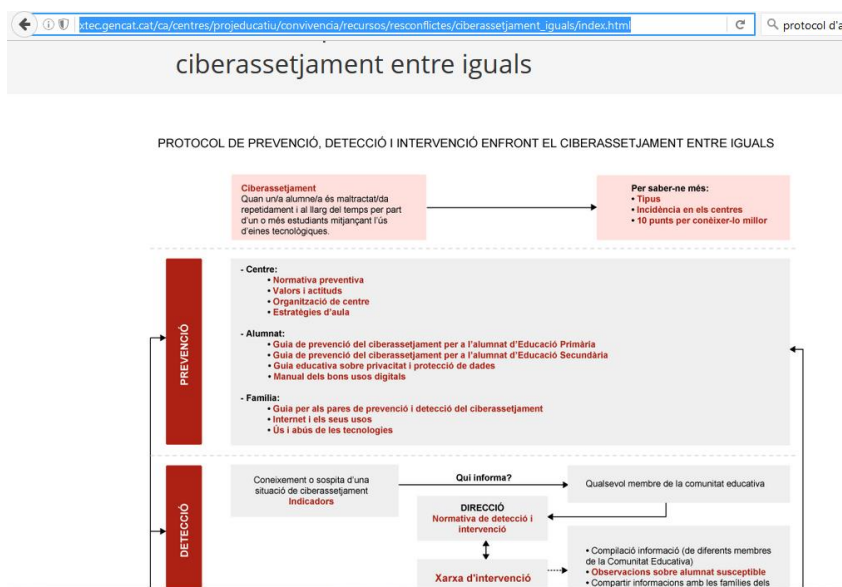 xtec.gencat.cat/ca/centres/projeducatiu/convivencia/recursos/resconflictes/ciberassetjament_iguals/index.html
protocol d'a
ciberassetjament entre iguals
PROTOCOL DE PREVENCIÓ, DETECCIÓ I INTERVENCIÓ ENFRONT EL CIBERASSETJAMENT ENTRE IGUALS
Ciberassetjament
Quan un/a alumne/a és maltractat/da
repetidament i al llarg del temps per part
d'un o més estudiants mitjançant l'ús
d'eines tecnològiques.
Per saber-ne més:
• Tipus
• Incidència en els centres
• 10 punts per conèixer-lo millor
PREVENCIÓ
- Centre:
• Normativa preventiva
• Valors i actituds
• Organització de centre
• Estratègies d'aula
- Alumnat:
• Guia de prevenció del ciberassetjament per a l'alumnat d'Educació Primària
• Guia de prevenció del ciberassetjament per a l'alumnat d'Educació Secundària
• Guia educativa sobre privacitat i protecció de dades
• Manual dels bons usos digitals
- Família:
• Guia per als pares de prevenció i detecció del ciberassetjament
• Internet i els seus usos
• Ús i abús de les tecnologies
DETECCIÓ
Coneixement o sospita d'una
situació de ciberassetjament
Indicadors
Qui informa?
Qualsevol membre de la comunitat educativa
DIRECCIÓ
Normativa de detecció i
intervenció
Xarxa d'intervenció
• Compilació informació (de diferents membres
de la Comunitat Educativa)
• Observacions sobre alumnat susceptible
• Compartir informacions amb les famílies dels